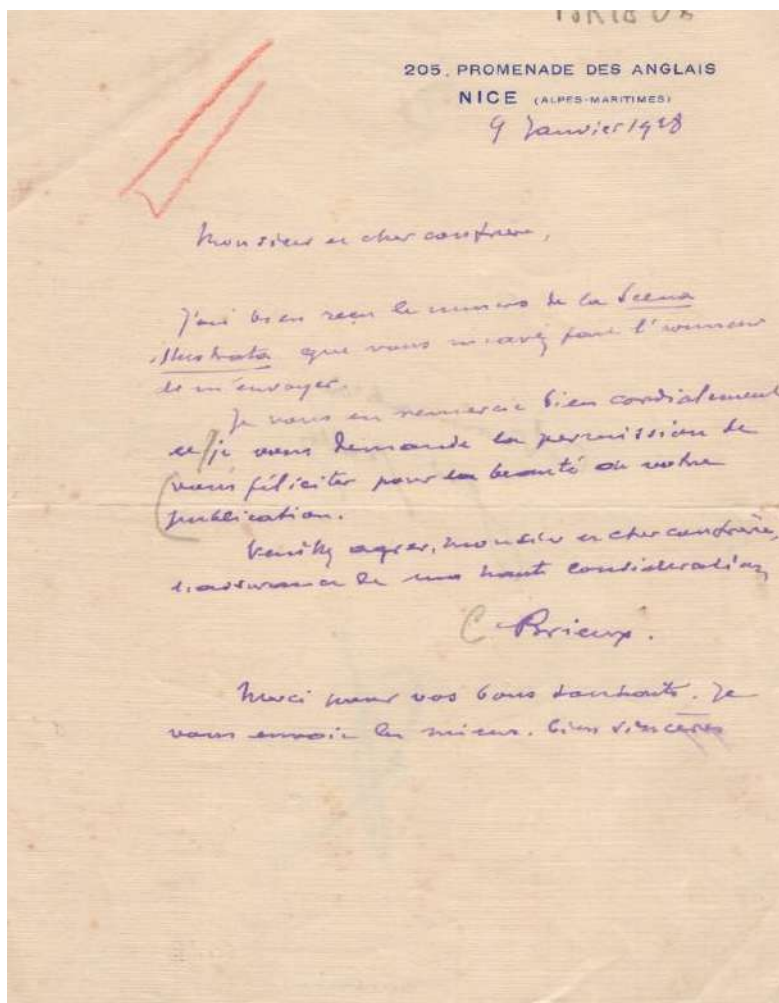 BRIEUX
205, PROMENADE DES ANGLAIS
NICE (ALPES-MARITIMES)
9 Janvier 1928
Monsieur et cher confrère,
J'ai bien reçu le numero de la Scena
illustrata que vous m'avez fait l'honneur
de m'envoyer.
Je vous en remercie bien cordialement
et je vous demande la permission de
vous féliciter pour la beauté de votre
publication.
Veuillez agréer, monsieur et cher confrère,
l'assurance de ma haute considération,
Brieux.
Merci pour vos bons souhaits. Je
vous envoie les miens. bien sincères